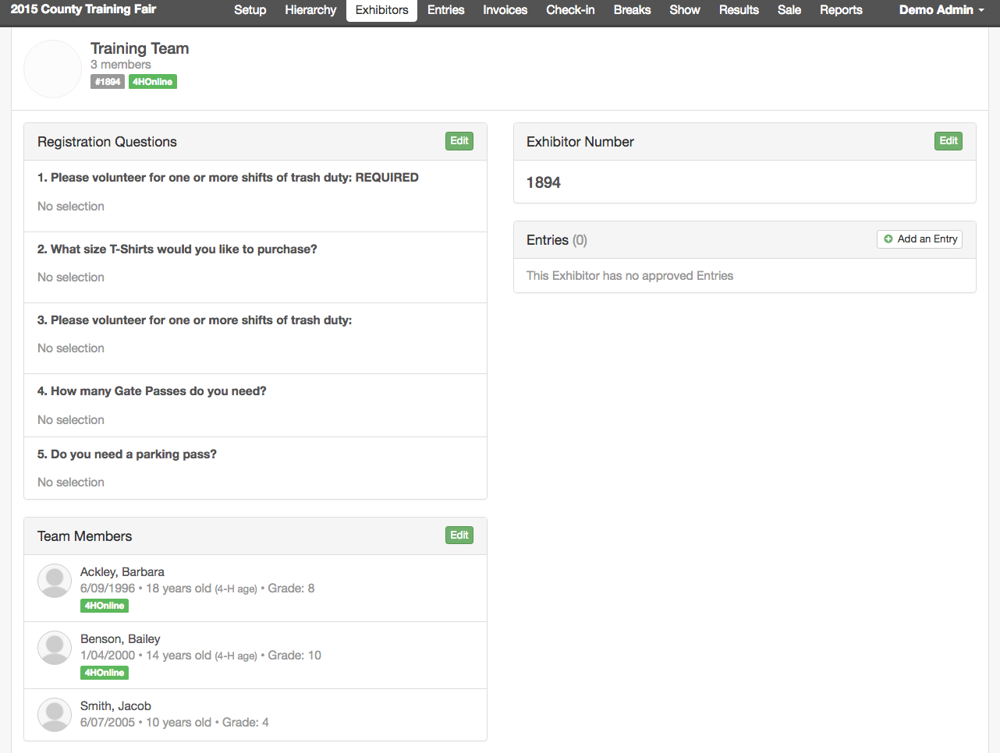 2015 County Training Fair Setup Hierarchy Exhibitors Entries Invoices Check-in Breaks Show Results Sale Reports Demo Admin
Training Team
3 members
#1894 4HOnline
Registration Questions Edit
1. Please volunteer for one or more shifts of trash duty: REQUIRED
No selection
2. What size T-Shirts would you like to purchase?
No selection
3. Please volunteer for one or more shifts of trash duty:
No selection
4. How many Gate Passes do you need?
No selection
5. Do you need a parking pass?
No selection
Team Members Edit
Ackley, Barbara
6/09/1996 • 18 years old (4-H age) • Grade: 8
4HOnline
Benson, Bailey
1/04/2000 • 14 years old (4-H age) • Grade: 10
4HOnline
Smith, Jacob
6/07/2005 • 10 years old • Grade: 4
Exhibitor Number Edit
1894
Entries (0) Add an Entry
This Exhibitor has no approved Entries